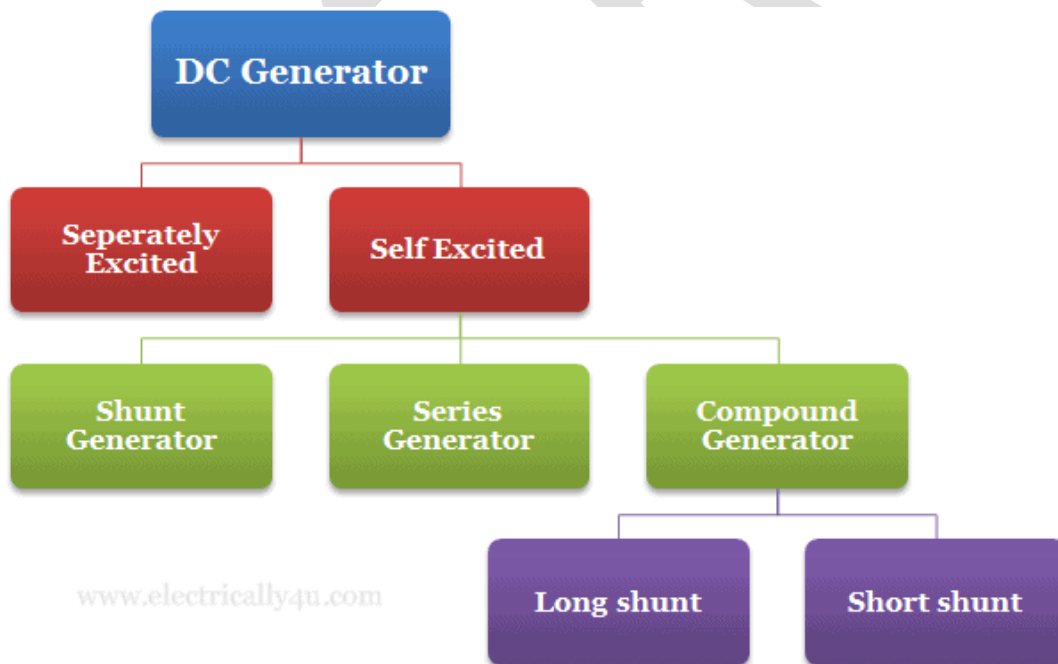 DC Generator
Seperately
Excited
Self Excited
Shunt
Generator
Series
Generator
Compound
Generator
Long shunt
Short shunt
www.electrically4u.com